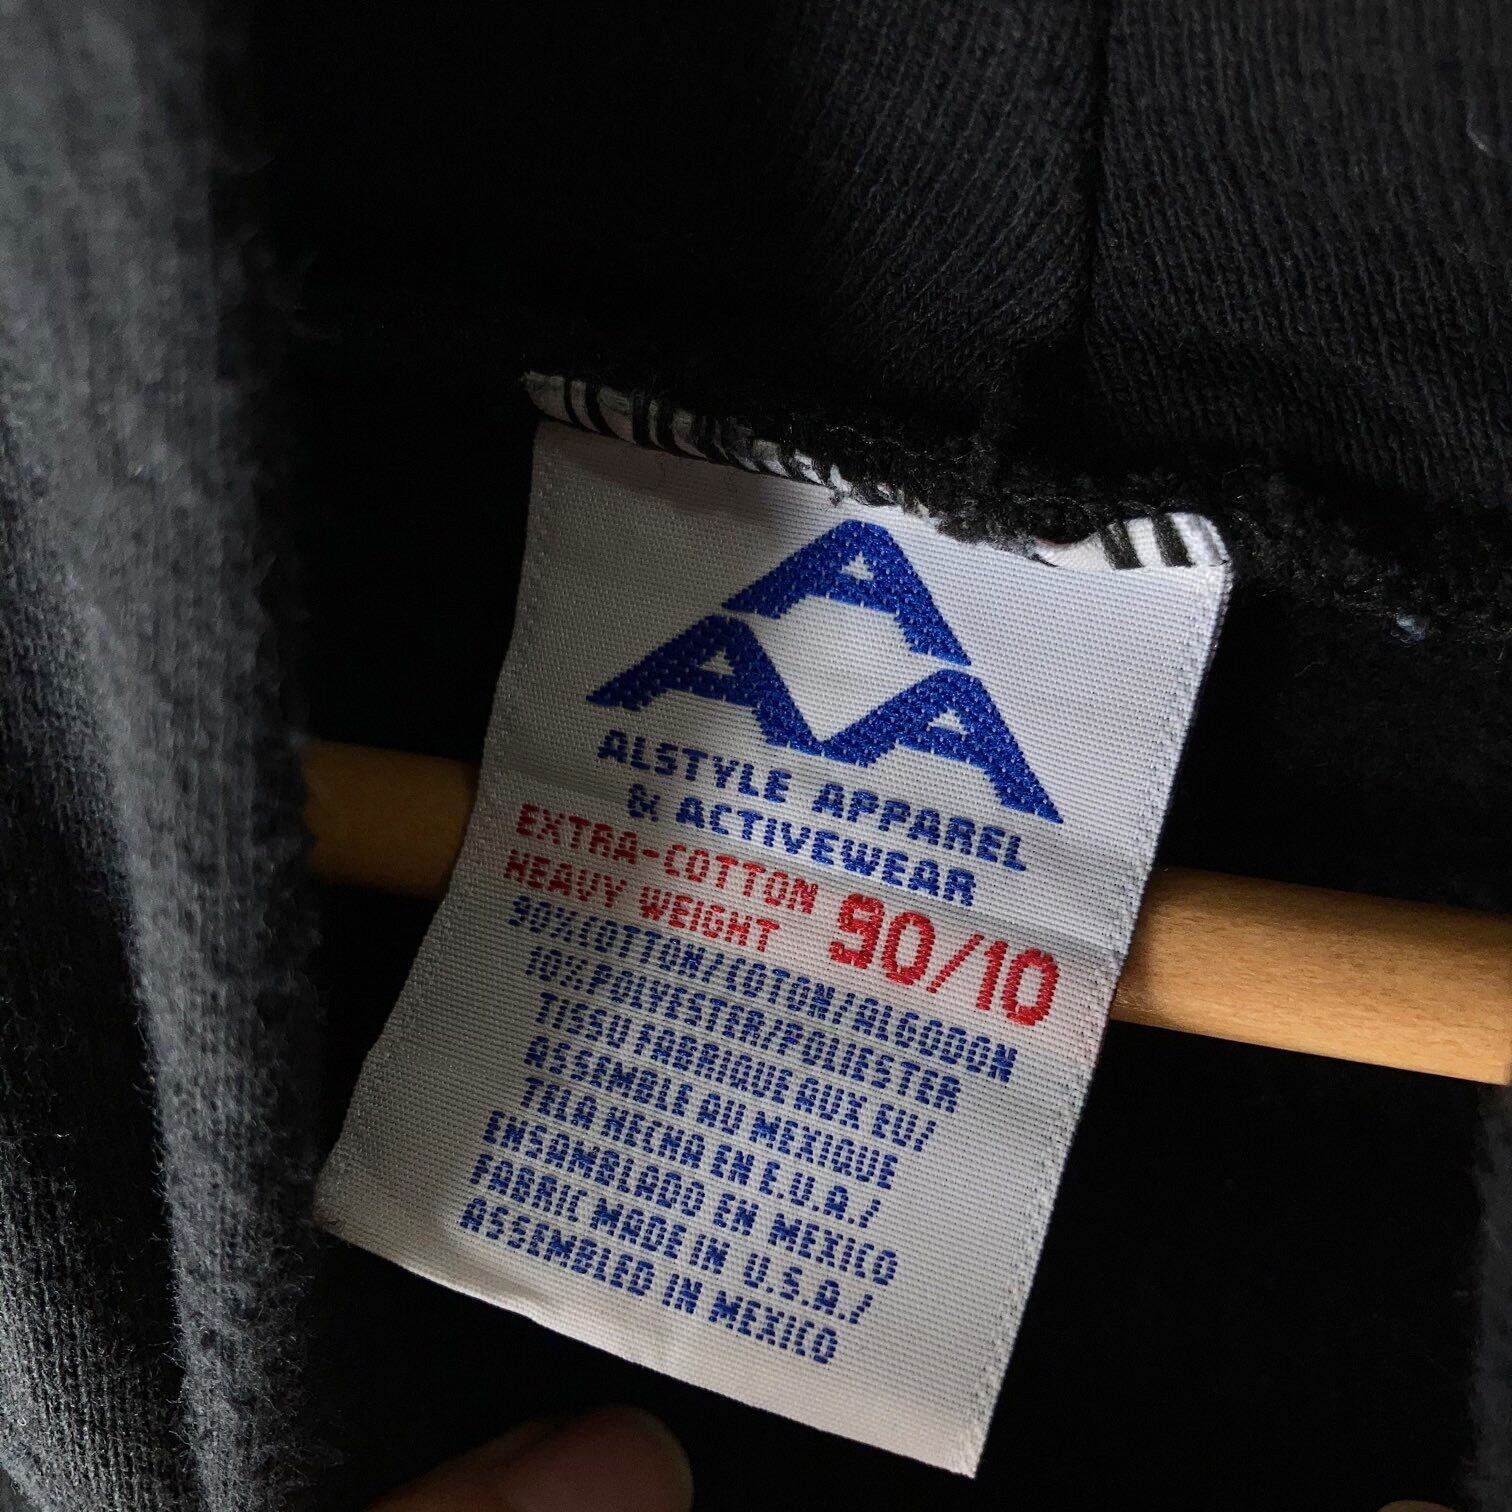 A
A A
ALSTYLE APPAREL
& ACTIVEWEAR
EXTRA-COTTON
HEAVY WEIGHT 90/10
90%COTTON/COTON/ALGODON
10%POLYESTER/POLIESTER
TISSU FABRIQUE AUX EU/
ASSEMBLE AU MEXIQUE
TELA HECHA EN E.U.A./
ENSAMBLADO EN MEXICO
FABRIC MADE IN U.S.A./
ASSEMBLED IN MEXICO